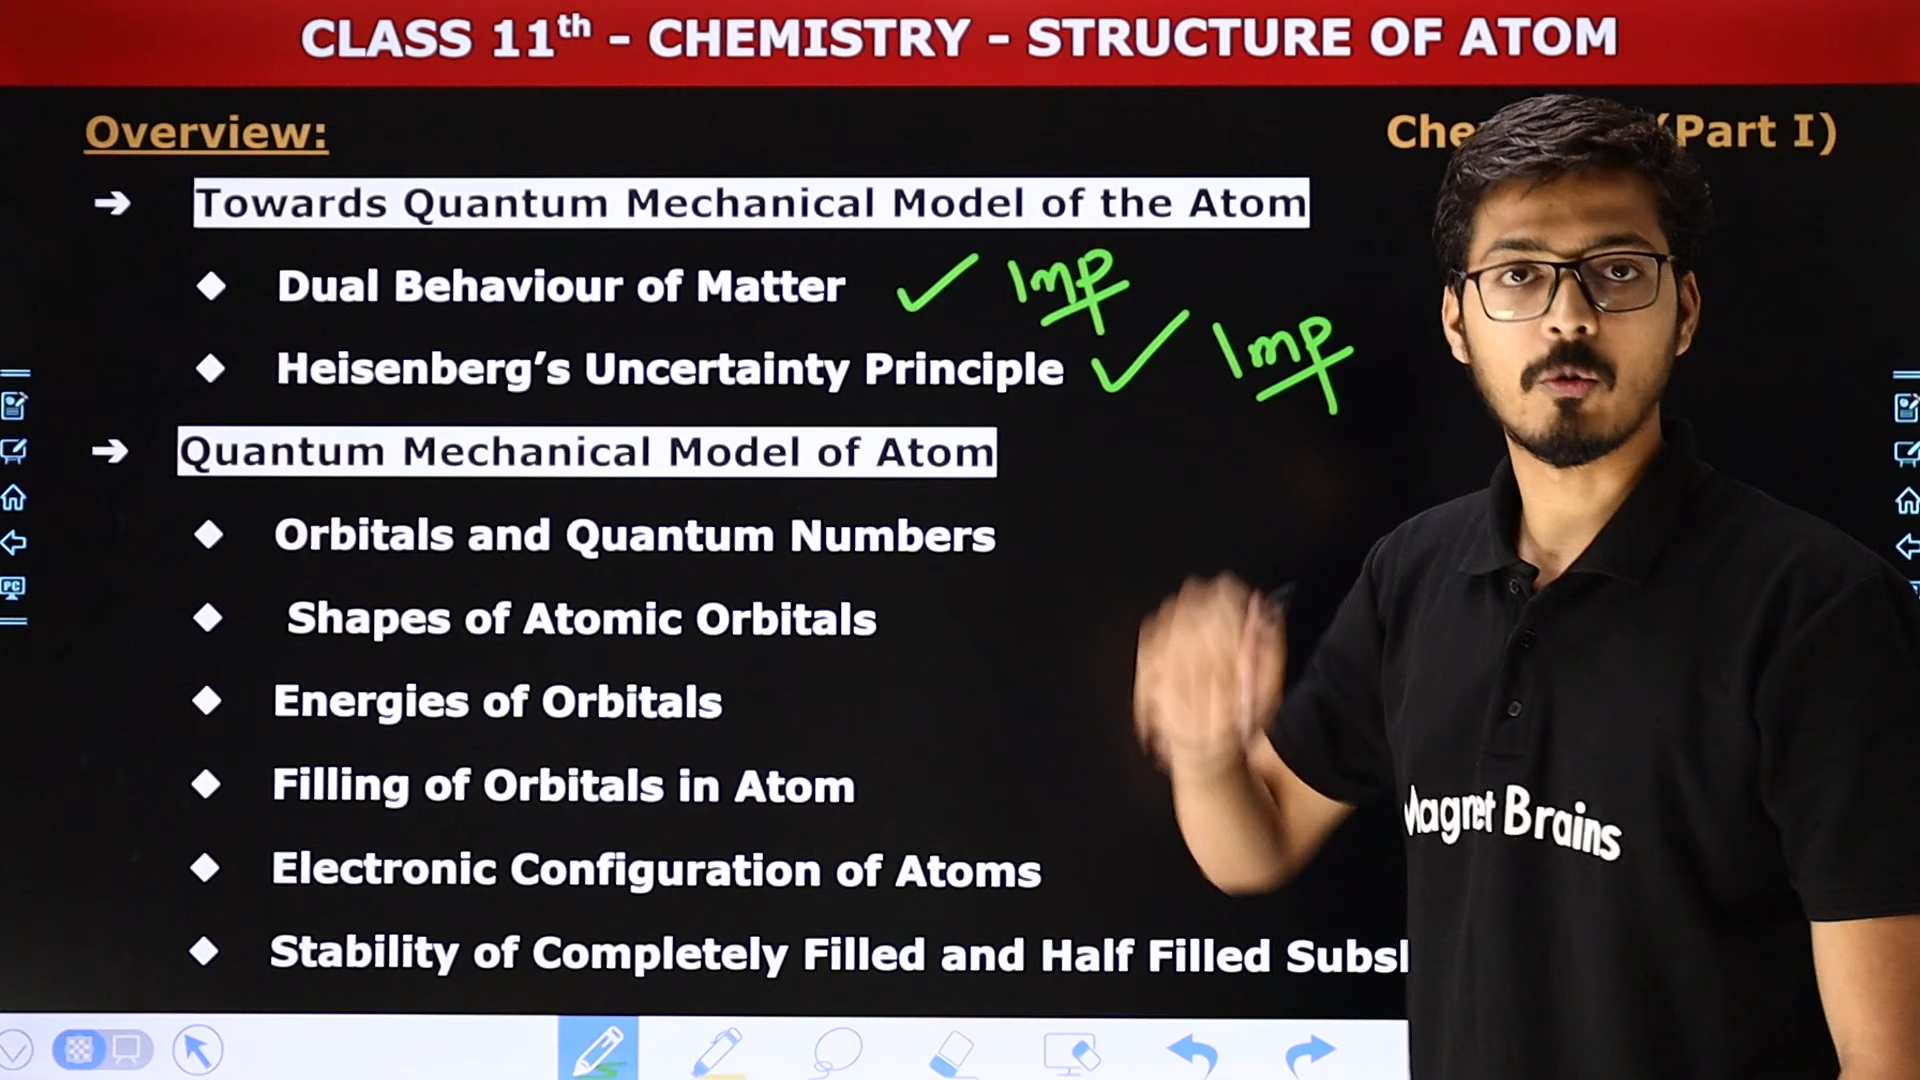 CLASS 11th - CHEMISTRY - STRUCTURE OF ATOM
Overview:
(Part I)
➔ Towards Quantum Mechanical Model of the Atom
◆ Dual Behaviour of Matter ✓ Imp
◆ Heisenberg’s Uncertainty Principle ✓ Imp
➔ Quantum Mechanical Model of Atom
◆ Orbitals and Quantum Numbers
◆ Shapes of Atomic Orbitals
◆ Energies of Orbitals
◆ Filling of Orbitals in Atom
◆ Electronic Configuration of Atoms
◆ Stability of Completely Filled and Half Filled
Magnet Brains
PC